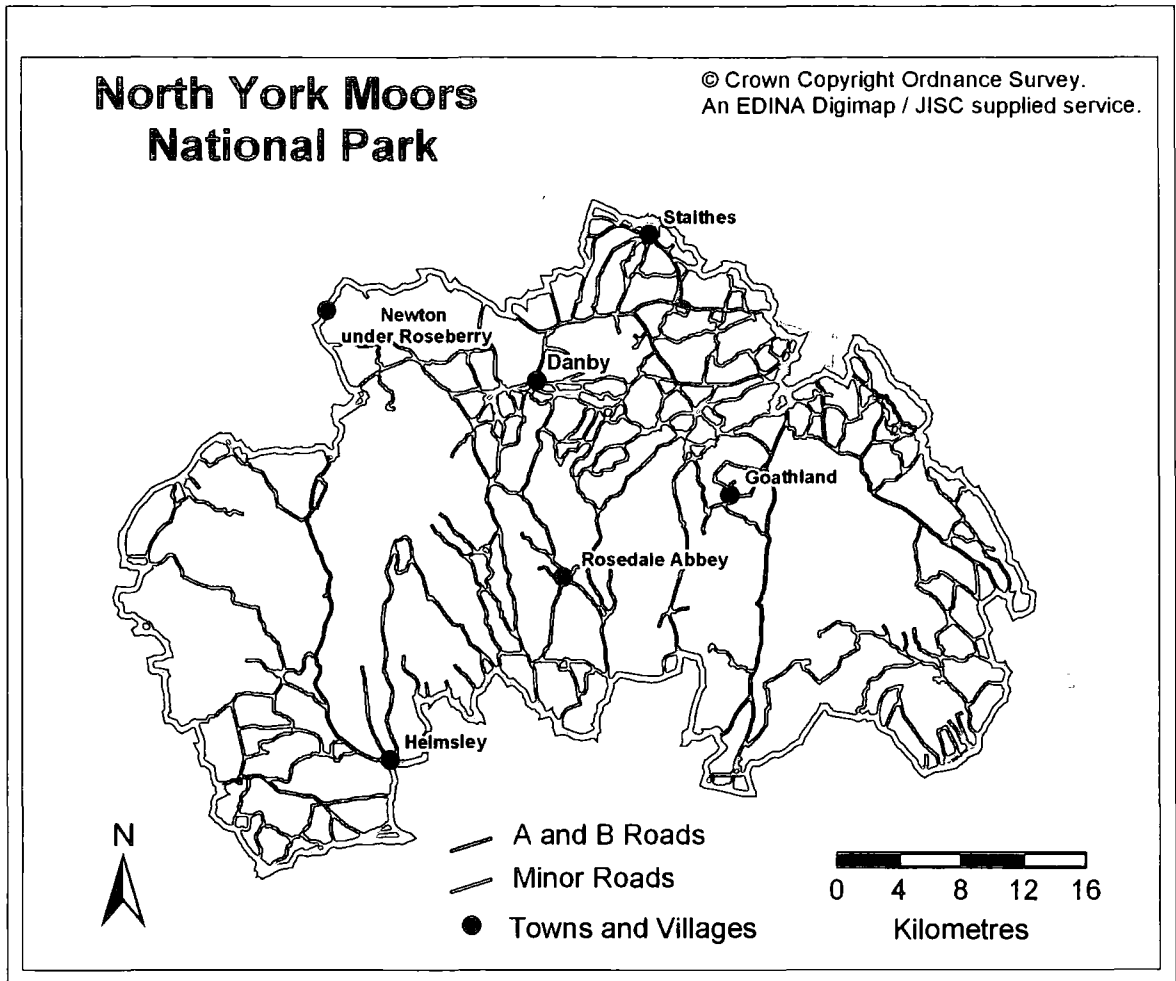 North York Moors
National Park
© Crown Copyright Ordnance Survey.
An EDINA Digimap / JISC supplied service.
Staithes
Newton
under Roseberry
Danby
Goathland
Rosedale Abbey
Helmsley
N
A and B Roads
Minor Roads
Towns and Villages
0 4 8 12 16
Kilometres